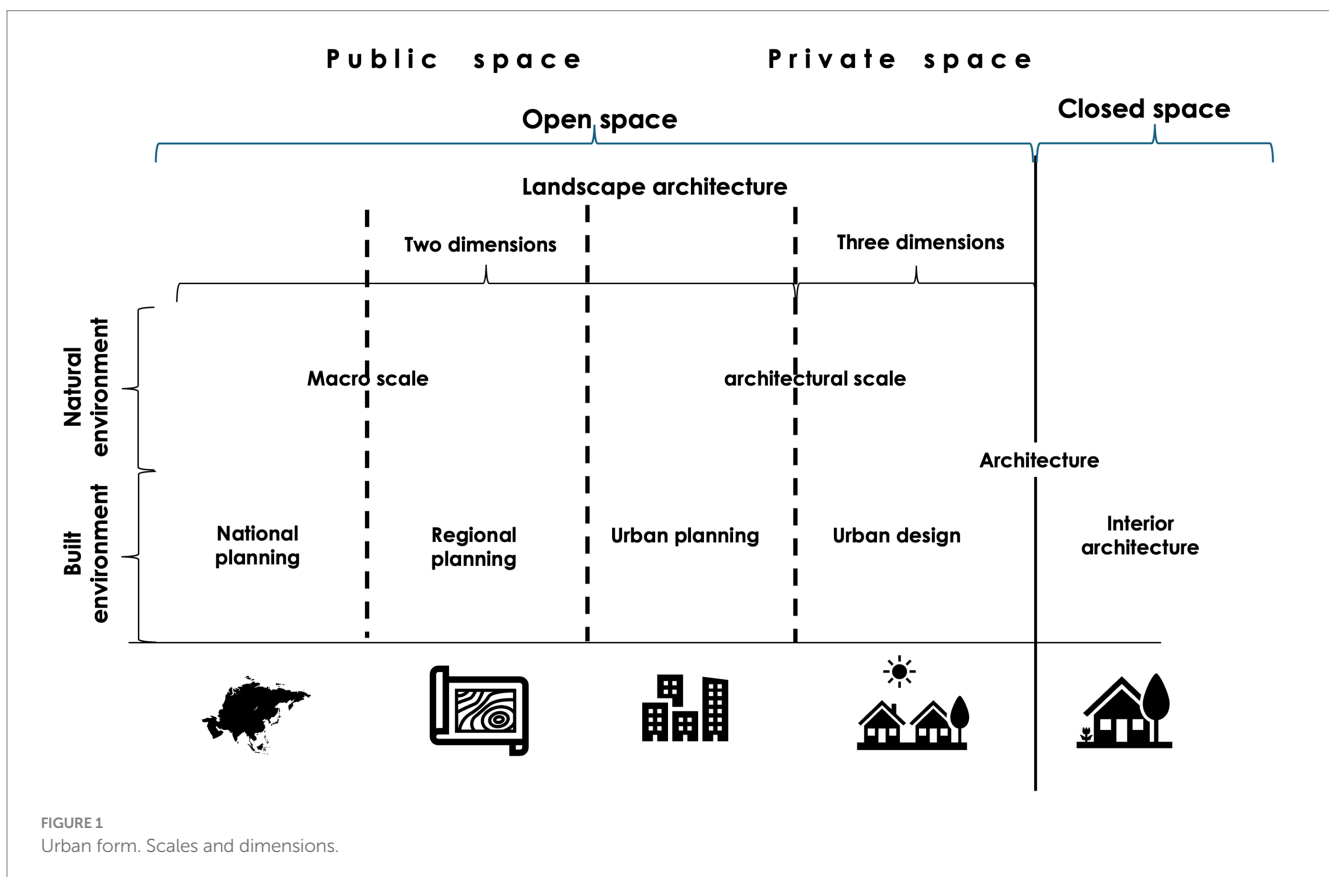 Public space
Private space
Open space
Closed space
Landscape architecture
Two dimensions
Three dimensions
Natural
environment
Macro scale
architectural scale
Architecture
Built
environment
National
planning
Regional
planning
Urban planning
Urban design
Interior
architecture
FIGURE 1
Urban form. Scales and dimensions.